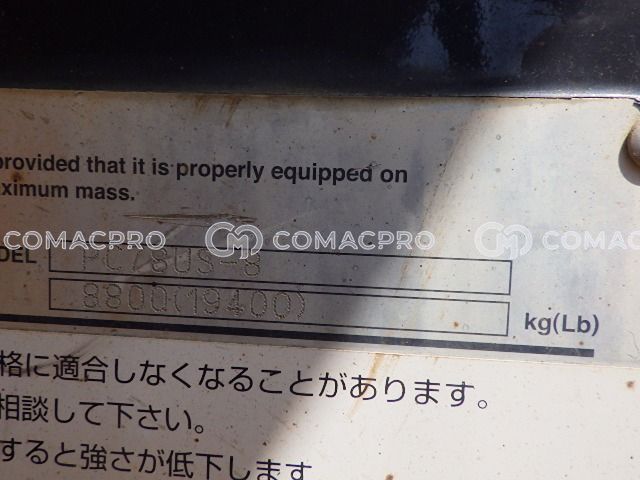 provided that it is properly equipped on
aximum mass.
COMACPRO COMACPRO
DEL PC78US-8
8800(19400) kg(Lb)
格に適合しなくなることがあります。
相談して下さい。
すると強さが低下します